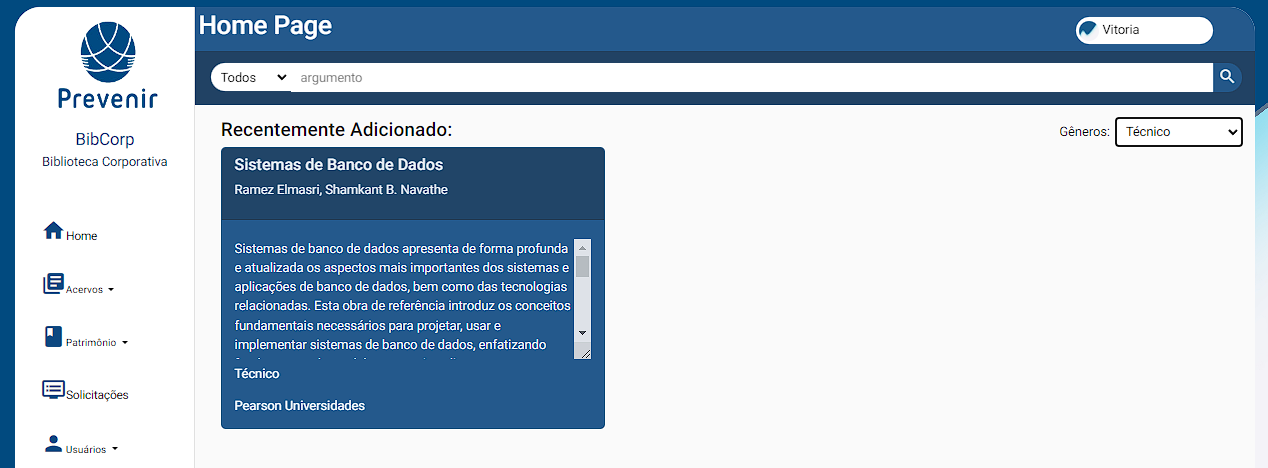 Home Page
Vitoria
Prevenir
BibCorp
Biblioteca Corporativa
Home
Acervos
Patrimônio
Solicitações
Usuários
Todos
argumento
Recentemente Adicionado:
Gêneros:
Técnico
Sistemas de Banco de Dados
Ramez Elmasri, Shamkant B. Navathe
Sistemas de banco de dados apresenta de forma profunda
e atualizada os aspectos mais importantes dos sistemas e
aplicações de banco de dados, bem como das tecnologias
relacionadas. Esta obra de referência introduz os conceitos
fundamentais necessários para projetar, usar e
implementar sistemas de banco de dados, enfatizando
Técnico
Pearson Universidades